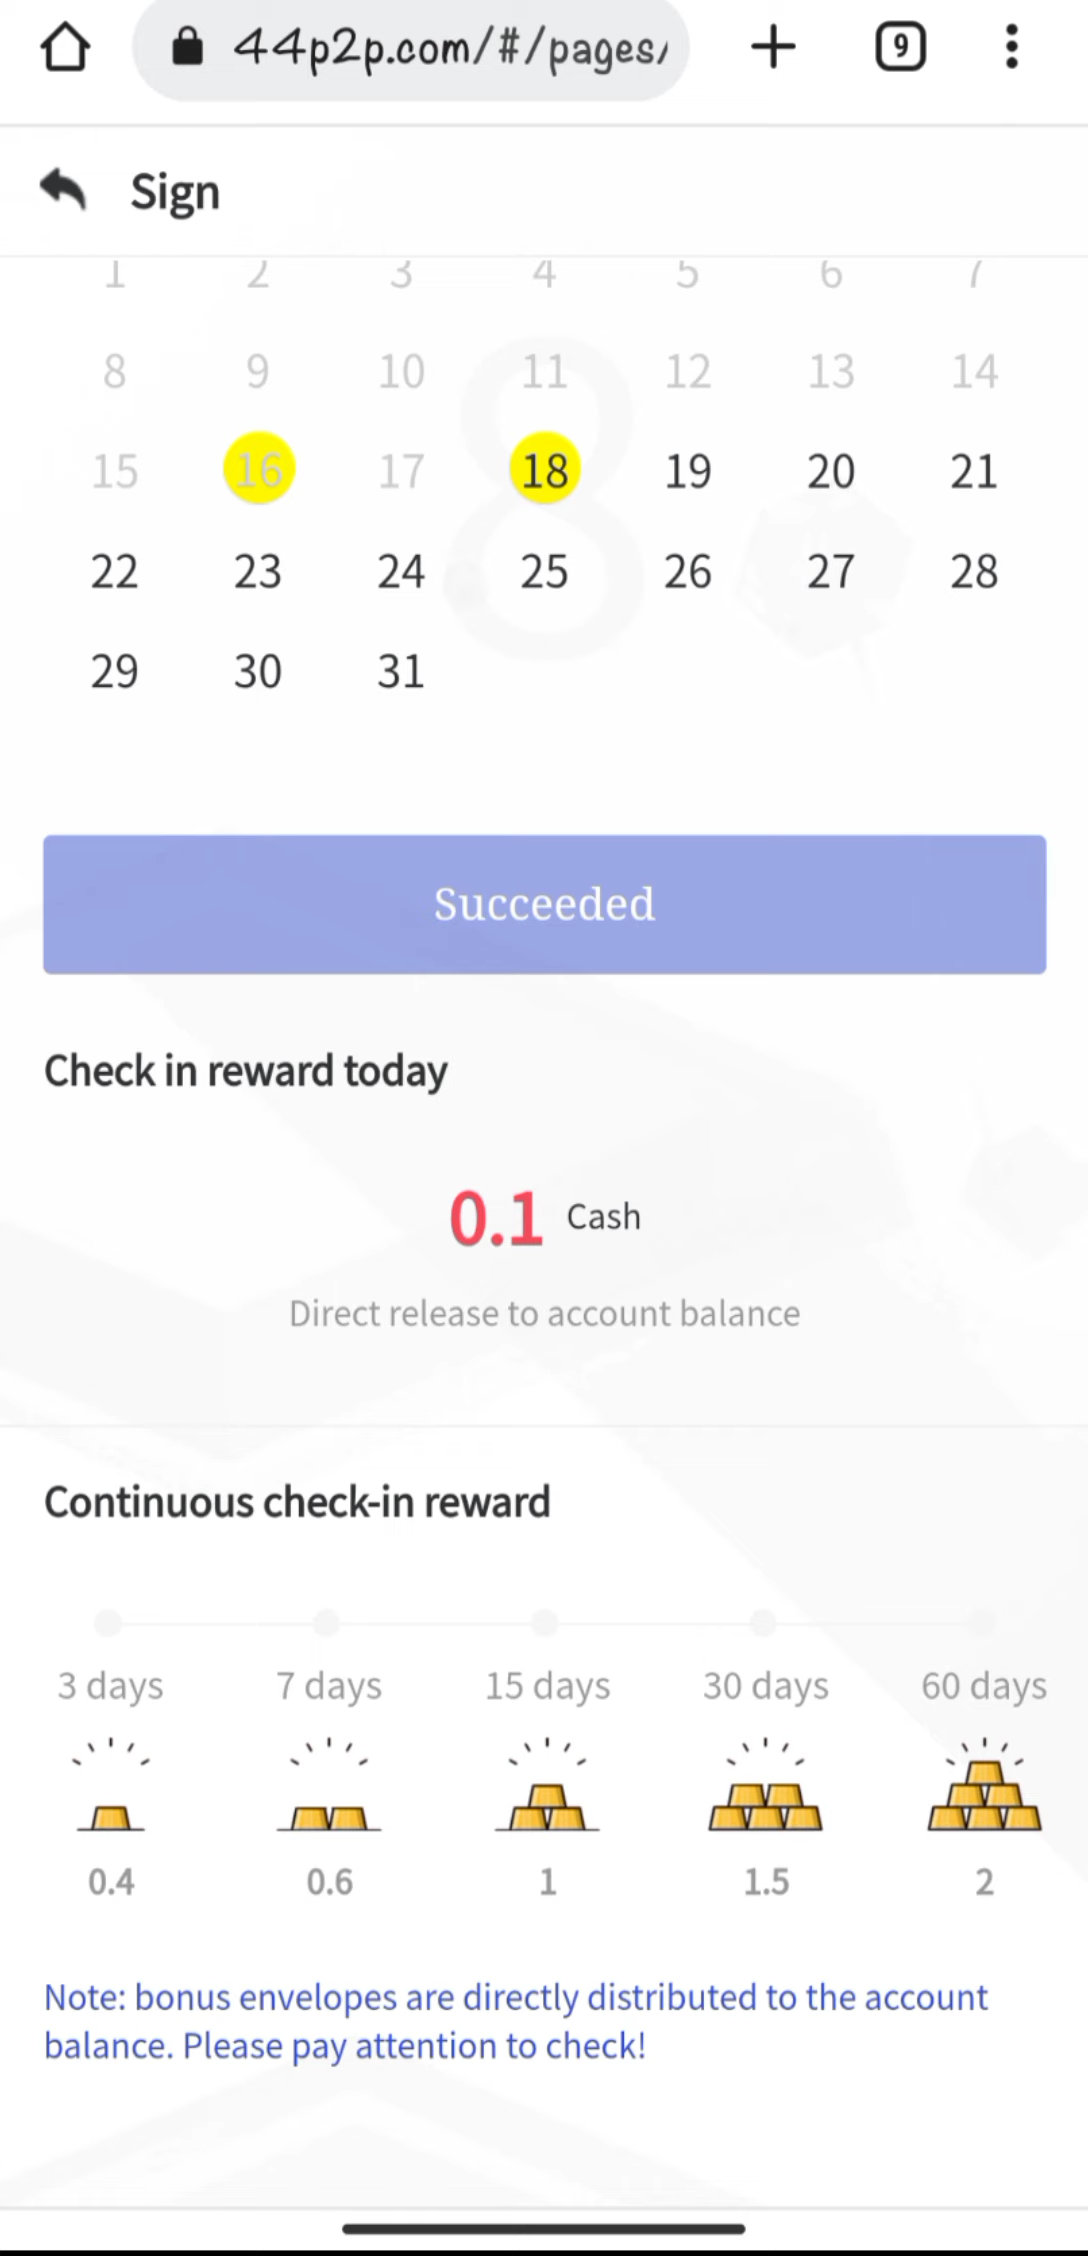 44p2p.com/#/pages/
9
Sign
1 2 3 4 5 6 7
8 9 10 11 12 13 14
15 16 17 18 19 20 21
22 23 24 25 26 27 28
29 30 31
8
Succeeded
Check in reward today
0.1 Cash
Direct release to account balance
Continuous check-in reward
3 days 7 days 15 days 30 days 60 days
0.4 0.6 1 1.5 2
Note: bonus envelopes are directly distributed to the account
balance. Please pay attention to check!